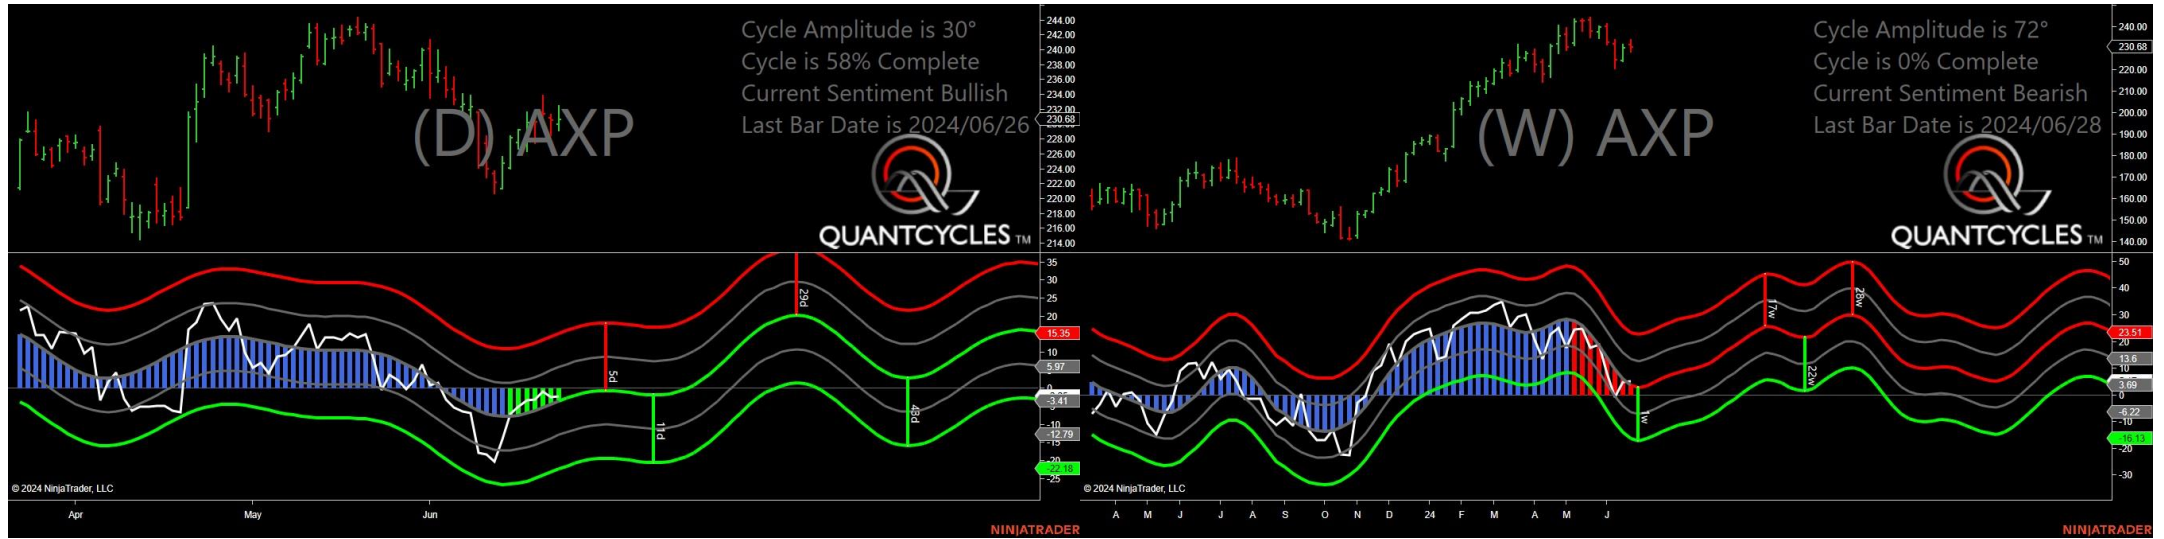 Cycle Amplitude is 30°
Cycle is 58% Complete
Current Sentiment Bullish
Last Bar Date is 2024/06/26
(D) AXP
QUANTCYCLES TM
244.00
242.00
240.00
238.00
236.00
234.00
232.00
230.68
230.00
228.00
226.00
224.00
222.00
220.00
218.00
216.00
214.00
35
30
25
20
15.35
10
5.97
0
-3.41
-10
-12.79
-15
-20
-22.18
-25
5d
11d
29d
48d
© 2024 NinjaTrader, LLC
Apr May Jun
NINJATRADER
Cycle Amplitude is 72°
Cycle is 0% Complete
Current Sentiment Bearish
Last Bar Date is 2024/06/28
(W) AXP
QUANTCYCLES TM
240.00
230.68
220.00
210.00
200.00
190.00
180.00
170.00
160.00
150.00
140.00
50
40
30
23.51
20
13.6
10
3.69
0
-6.22
-10
-16.13
-20
-30
1w
17w
22w
28w
© 2024 NinjaTrader, LLC
A M J J A S O N D 24 F M A M J
NINJATRADER